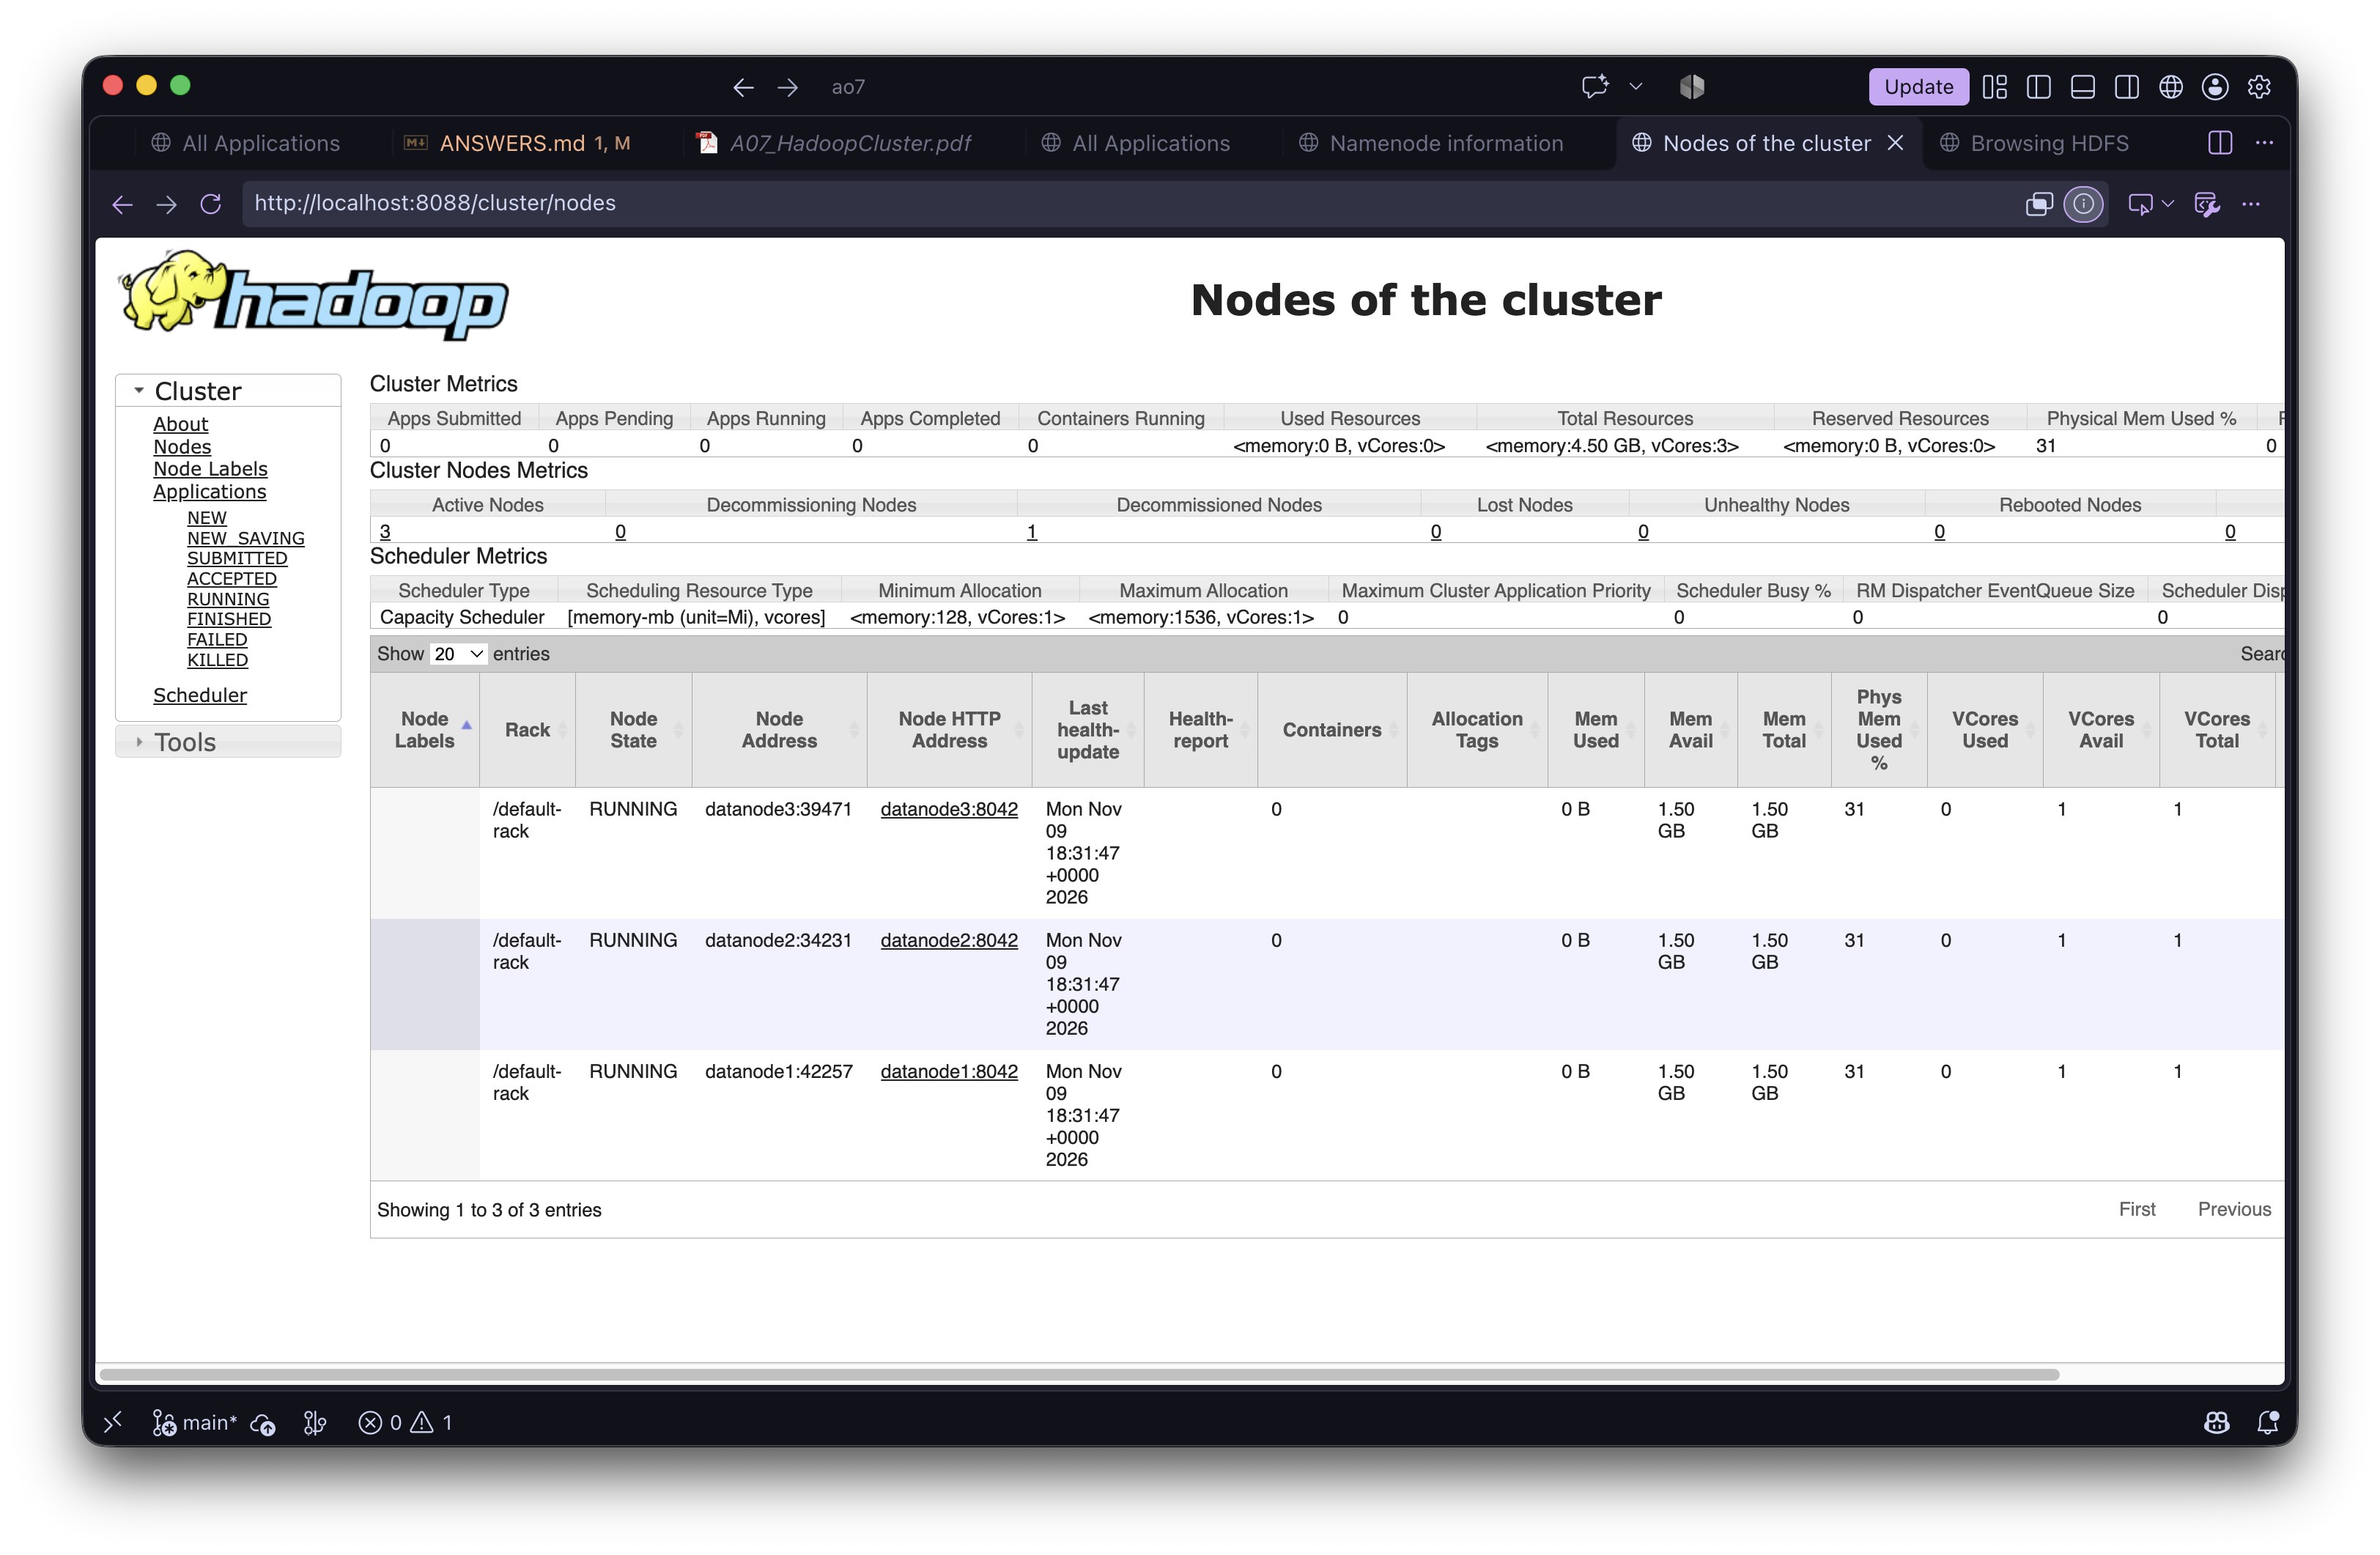 ao7
Update
All Applications
ANSWERS.md 1, M
A07_HadoopCluster.pdf
All Applications
Namenode information
Nodes of the cluster
Browsing HDFS
http://localhost:8088/cluster/nodes
hadoop
Nodes of the cluster
Cluster
About
Nodes
Node Labels
Applications
NEW
NEW_SAVING
SUBMITTED
ACCEPTED
RUNNING
FINISHED
FAILED
KILLED
Scheduler
Tools
Cluster Metrics
Apps Submitted Apps Pending Apps Running Apps Completed Containers Running Used Resources Total Resources Reserved Resources Physical Mem Used %
0 0 0 0 0 <memory:0 B, vCores:0> <memory:4.50 GB, vCores:3> <memory:0 B, vCores:0> 31 0
Cluster Nodes Metrics
Active Nodes Decommissioning Nodes Decommissioned Nodes Lost Nodes Unhealthy Nodes Rebooted Nodes
3 0 1 0 0 0 0
Scheduler Metrics
Scheduler Type Scheduling Resource Type Minimum Allocation Maximum Allocation Maximum Cluster Application Priority Scheduler Busy % RM Dispatcher EventQueue Size Scheduler Disp
Capacity Scheduler [memory-mb (unit=Mi), vcores] <memory:128, vCores:1> <memory:1536, vCores:1> 0 0 0 0
Show 20 entries
Searc
Node Labels Rack Node State Node Address Node HTTP Address Last health-update Health-report Containers Allocation Tags Mem Used Mem Avail Mem Total Phys Mem Used % VCores Used VCores Avail VCores Total
/default-rack RUNNING datanode3:39471 datanode3:8042 Mon Nov 09 18:31:47 +0000 2026 0 0 B 1.50 GB 1.50 GB 31 0 1 1
/default-rack RUNNING datanode2:34231 datanode2:8042 Mon Nov 09 18:31:47 +0000 2026 0 0 B 1.50 GB 1.50 GB 31 0 1 1
/default-rack RUNNING datanode1:42257 datanode1:8042 Mon Nov 09 18:31:47 +0000 2026 0 0 B 1.50 GB 1.50 GB 31 0 1 1
Showing 1 to 3 of 3 entries
First Previous
main*
0 1